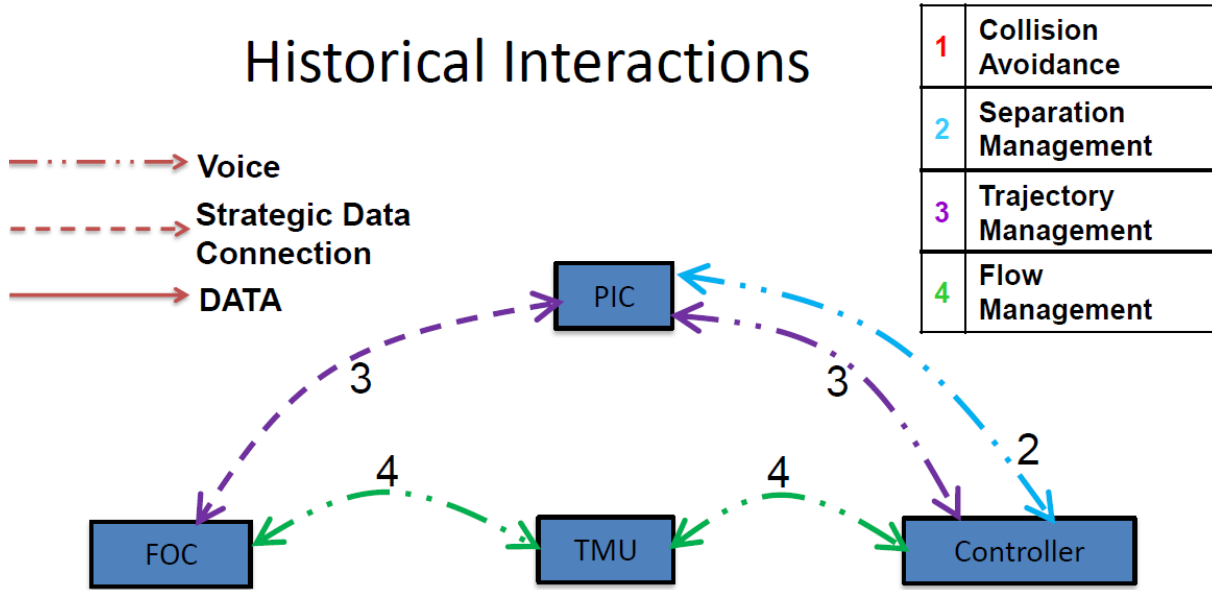 Historical Interactions
1 Collision
Avoidance
2 Separation
Management
3 Trajectory
Management
4 Flow
Management
Voice
Strategic Data
Connection
DATA
PIC
3
3
2
4
4
FOC
TMU
Controller